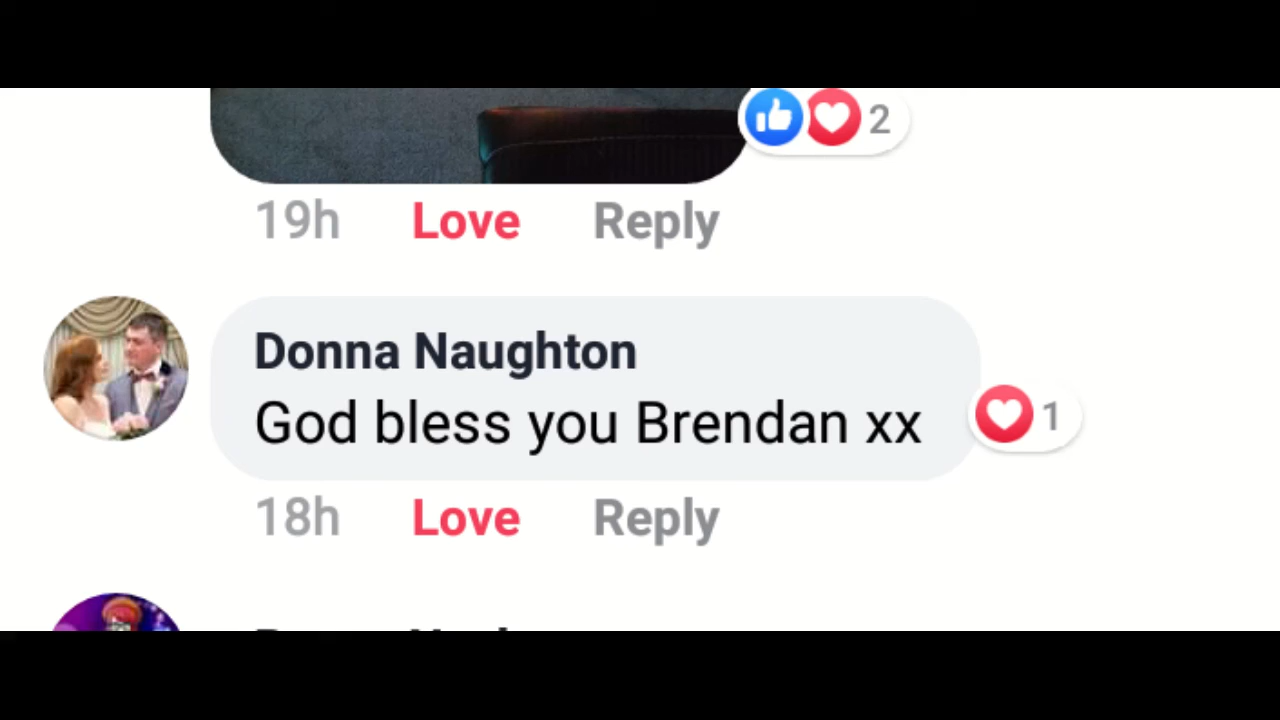 2
19h Love Reply
Donna Naughton
God bless you Brendan xx
1
18h Love Reply